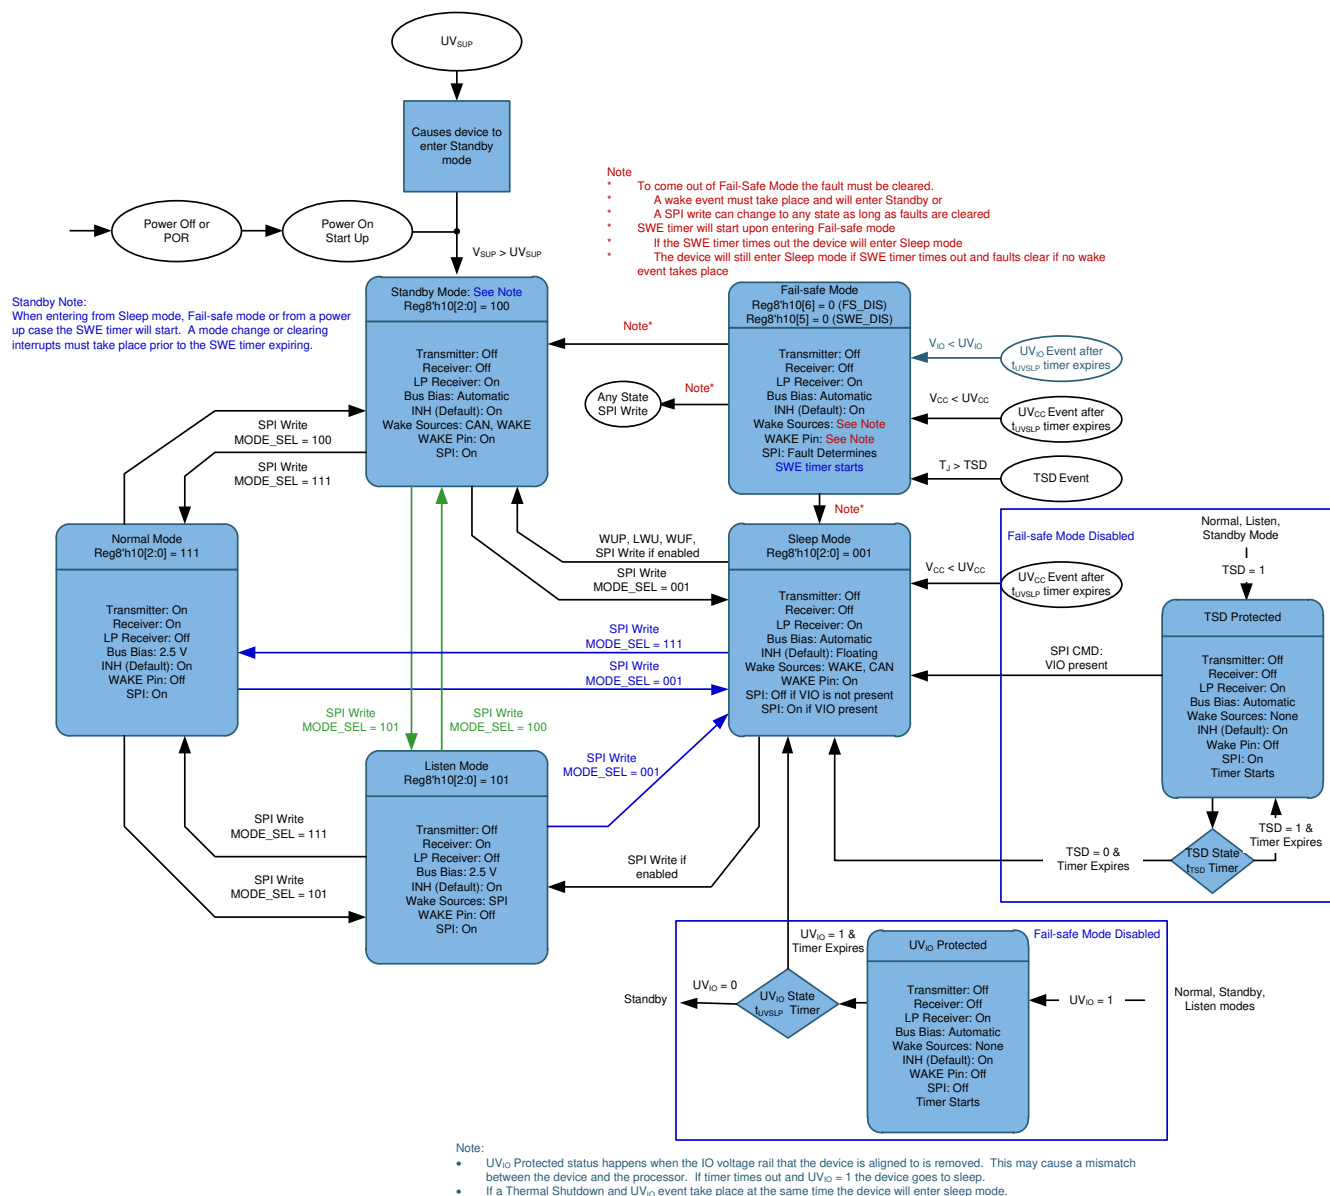 UVSUP
Causes device to
enter Standby
mode
Power Off or
POR
Power On
Start Up
VSUP > UVSUP
Note
* To come out of Fail-Safe Mode the fault must be cleared.
* A wake event must take place and will enter Standby or
* A SPI write can change to any state as long as faults are cleared
* SWE timer will start upon entering Fail-safe mode
* If the SWE timer times out the device will enter Sleep mode
* The device will still enter Sleep mode if SWE timer times out and faults clear if no wake
event takes place
Standby Note:
When entering from Sleep mode, Fail-safe mode or from a power
up case the SWE timer will start. A mode change or clearing
interrupts must take place prior to the SWE timer expiring.
Standby Mode: See Note
Reg8'h10[2:0] = 100
Transmitter: Off
Receiver: Off
LP Receiver: On
Bus Bias: Automatic
INH (Default): On
Wake Sources: CAN, WAKE
WAKE Pin: On
SPI: On
Note*
Any State
SPI Write
Note*
Fail-safe Mode
Reg8'h10[6] = 0 (FS_DIS)
Reg8'h10[5] = 0 (SWE_DIS)
Transmitter: Off
Receiver: Off
LP Receiver: On
Bus Bias: Automatic
INH (Default): On
Wake Sources: See Note
WAKE Pin: See Note
SPI: Fault Determines
SWE timer starts
VIO < UVIO
UVIO Event after
tUVSLP timer expires
VCC < UVCC
UVCC Event after
tUVSLP timer expires
TJ > TSD
TSD Event
Note*
SPI Write
MODE_SEL = 100
SPI Write
MODE_SEL = 111
Normal Mode
Reg8'h10[2:0] = 111
Transmitter: On
Receiver: On
LP Receiver: Off
Bus Bias: 2.5 V
INH (Default): On
WAKE Pin: Off
SPI: On
WUP, LWU, WUF,
SPI Write if enabled
SPI Write
MODE_SEL = 001
SPI Write
MODE_SEL = 111
SPI Write
MODE_SEL = 001
Sleep Mode
Reg8'h10[2:0] = 001
Transmitter: Off
Receiver: Off
LP Receiver: On
Bus Bias: Automatic
INH (Default): Floating
Wake Sources: WAKE, CAN
WAKE Pin: On
SPI: Off if VIO is not present
SPI: On if VIO present
VCC < UVCC
UVCC Event after
tUVSLP timer expires
Fail-safe Mode Disabled
Normal, Listen,
Standby Mode
TSD = 1
TSD Protected
Transmitter: Off
Receiver: Off
LP Receiver: On
Bus Bias: Automatic
Wake Sources: None
INH (Default): On
Wake Pin: Off
SPI: On
Timer Starts
SPI CMD:
VIO present
TSD = 1 &
Timer Expires
TSD State
tTSD Timer
TSD = 0 &
Timer Expires
SPI Write
MODE_SEL = 101
SPI Write
MODE_SEL = 100
SPI Write
MODE_SEL = 001
Listen Mode
Reg8'h10[2:0] = 101
Transmitter: Off
Receiver: On
LP Receiver: Off
Bus Bias: 2.5 V
INH (Default): On
Wake Sources: SPI
WAKE Pin: Off
SPI: On
SPI Write
MODE_SEL = 111
SPI Write
MODE_SEL = 101
SPI Write if
enabled
UVIO = 1 &
Timer Expires
Fail-safe Mode Disabled
UVIO Protected
Transmitter: Off
Receiver: Off
LP Receiver: On
Bus Bias: Automatic
Wake Sources: None
INH (Default): On
WAKE Pin: Off
SPI: Off
Timer Starts
Standby
UVIO = 0
UVIO State
tUVSLP Timer
UVIO = 1
Normal, Standby,
Listen modes
Note:
• UVIO Protected status happens when the IO voltage rail that the device is aligned to is removed. This may cause a mismatch
between the device and the processor. If timer times out and UVIO = 1 the device goes to sleep.
• If a Thermal Shutdown and UVIO event take place at the same time the device will enter sleep mode.